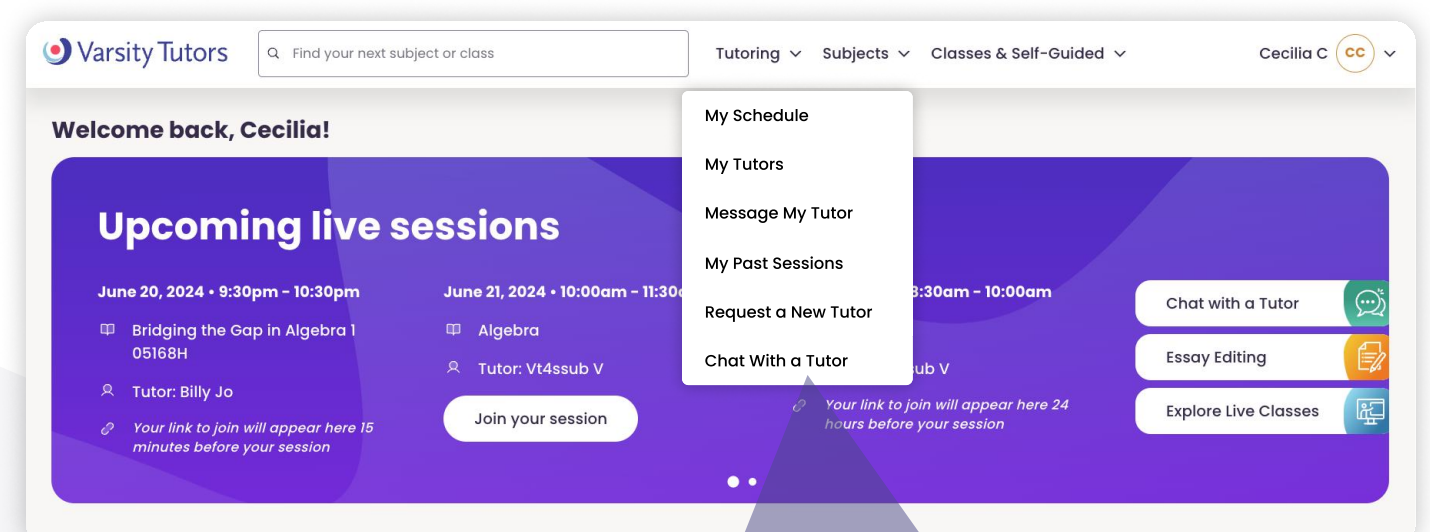 Varsity Tutors
Find your next subject or class
Tutoring
Subjects
Classes & Self-Guided
Cecilia C
CC
Welcome back, Cecilia!
My Schedule
My Tutors
Message My Tutor
My Past Sessions
Request a New Tutor
Chat With a Tutor
Upcoming live sessions
June 20, 2024 • 9:30pm - 10:30pm
Bridging the Gap in Algebra 1
05168H
Tutor: Billy Jo
Your link to join will appear here 15
minutes before your session
June 21, 2024 • 10:00am - 11:30
Algebra
Tutor: Vt4ssub V
Join your session
8:30am - 10:00am
ub V
Your link to join will appear here 24
hours before your session
Chat with a Tutor
Essay Editing
Explore Live Classes